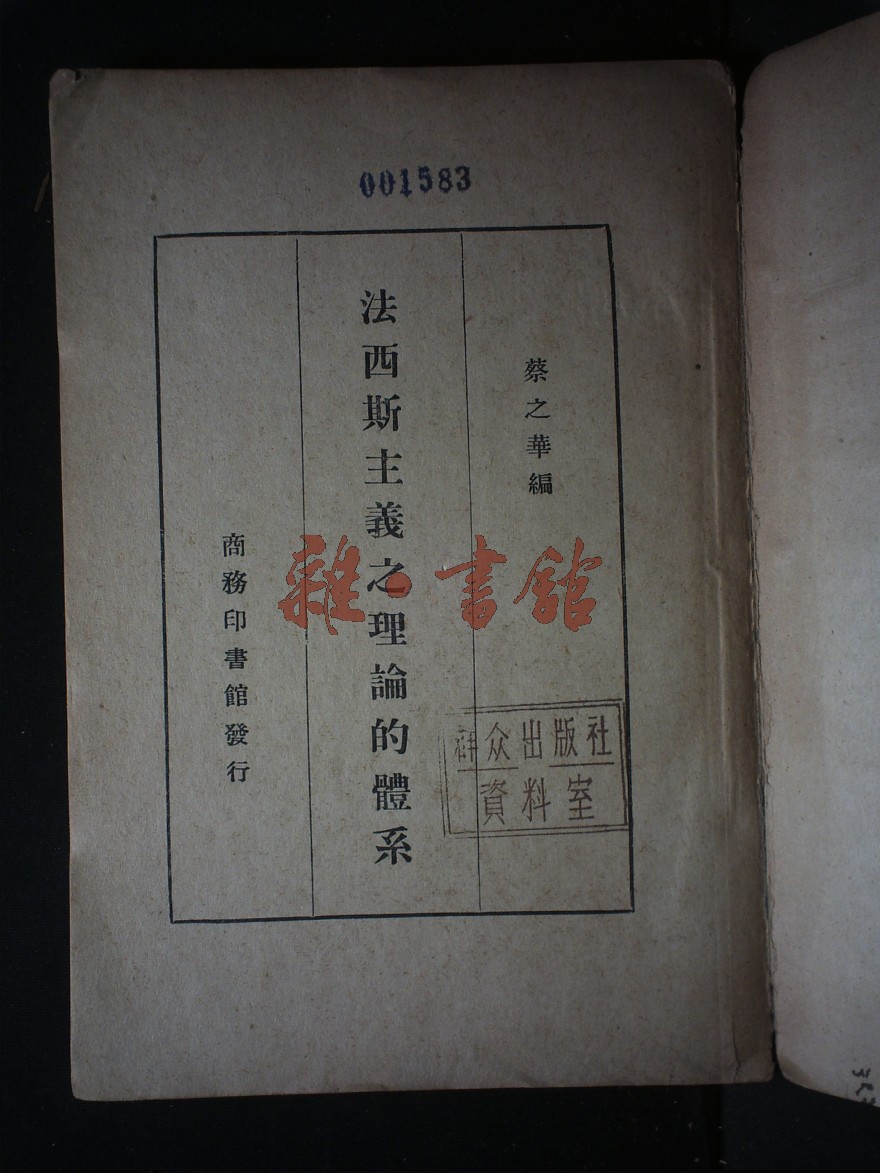 001583
蔡之華編
法西斯主義之理論的體系
商務印書館發行
雜·書館
群众出版社
資料室